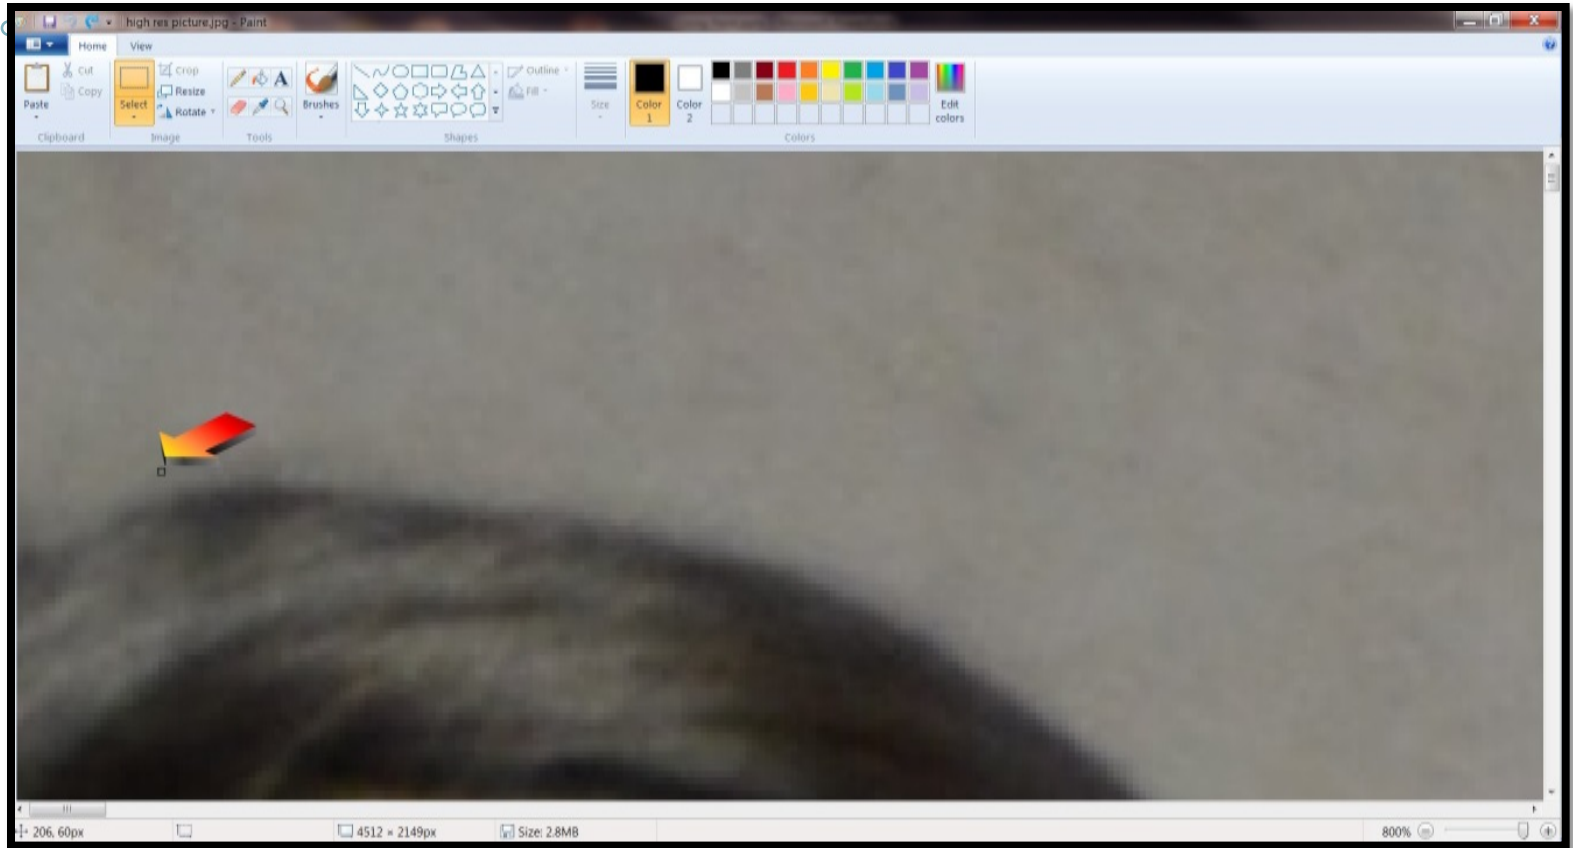 high res picture.jpg - Paint
Home View
Paste
Cut
Copy
Clipboard
Select
Crop
Resize
Rotate
Image
A
Tools
Brushes
Outline
Fill
Shapes
Size
Color 1
Color 2
Edit colors
Colors
206, 60px
4512 × 2149px
Size: 2.8MB
800%